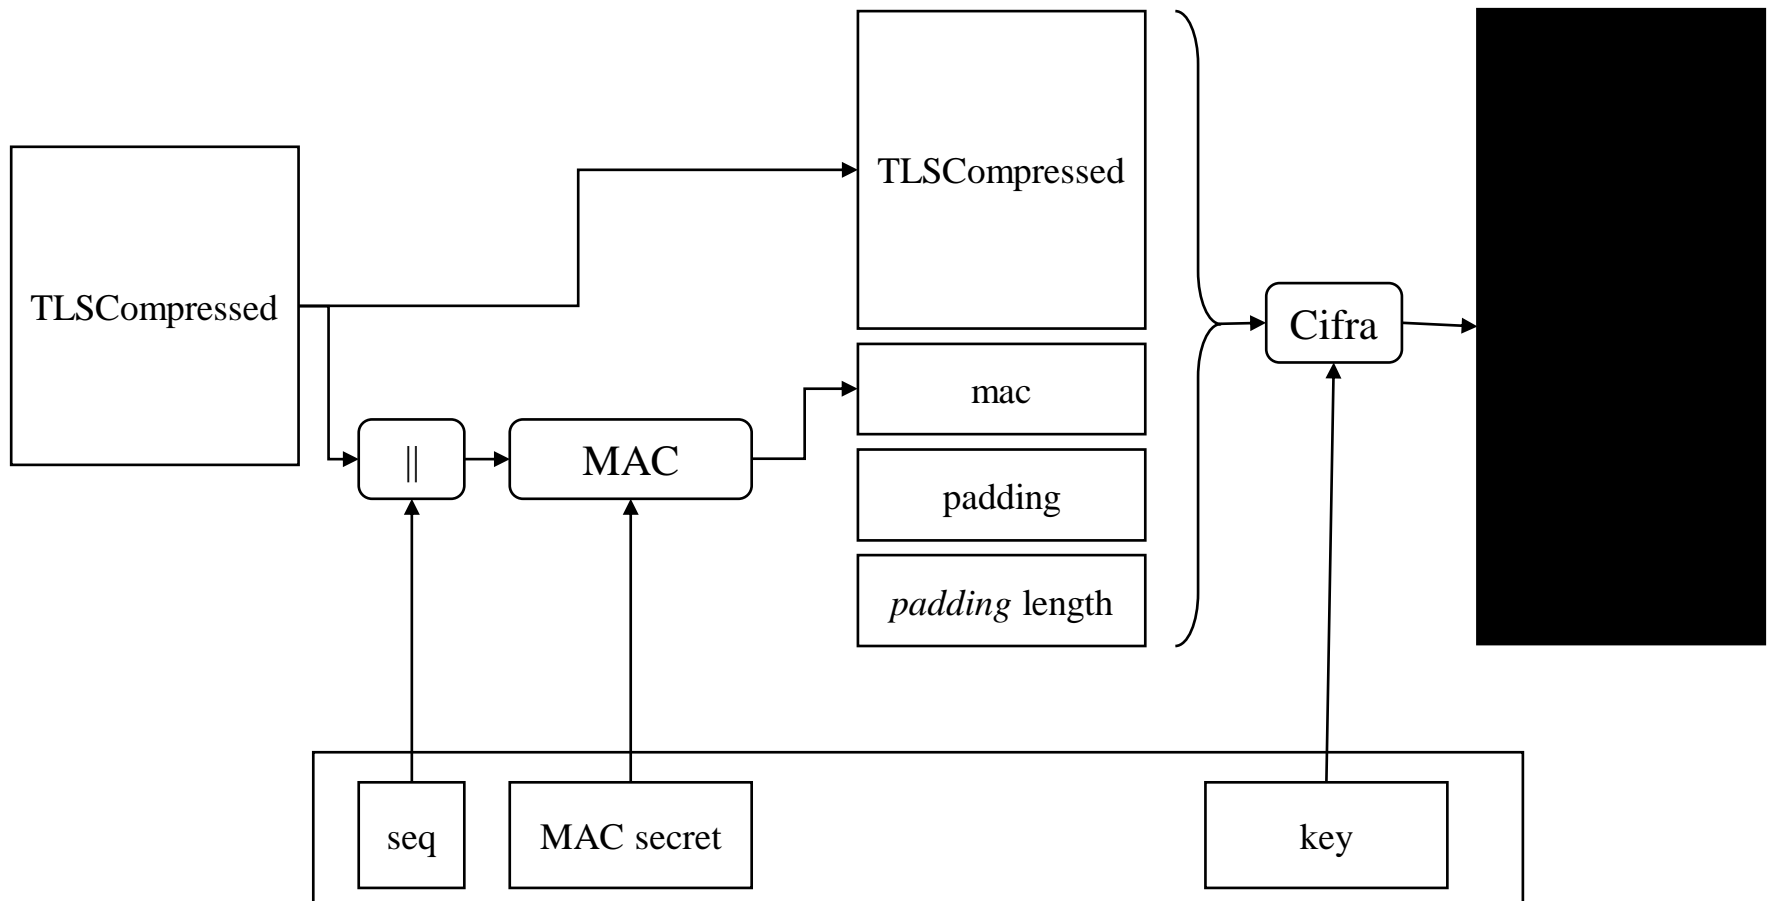 TLSCompressed
TLSCompressed
mac
padding
padding length
||
MAC
Cifra
seq
MAC secret
key